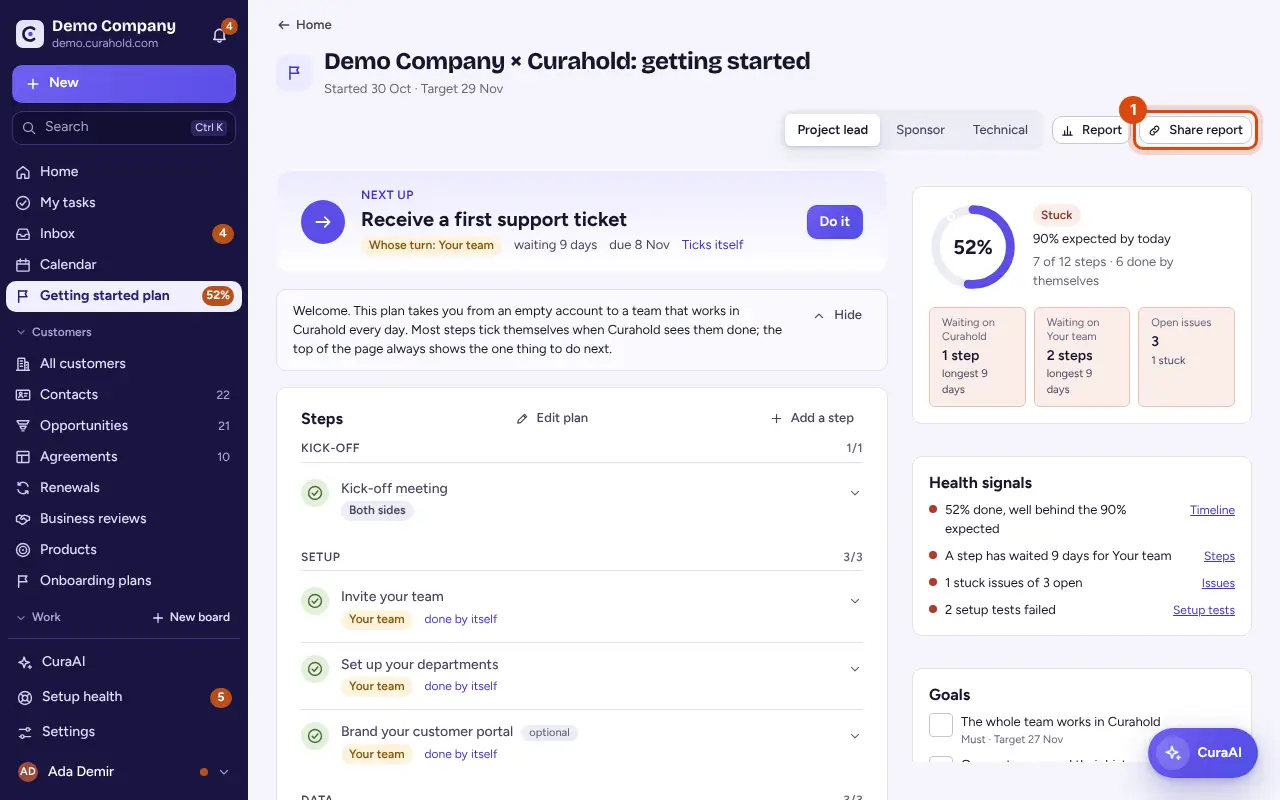 Demo Company
demo.curahold.com
4
New
Search
Ctrl K
Home
My tasks
Inbox
4
Calendar
Getting started plan
52%
Customers
All customers
Contacts
22
Opportunities
21
Agreements
10
Renewals
Business reviews
Products
Onboarding plans
Work
New board
CuraAI
Setup health
5
Settings
AD
Ada Demir
Home
Demo Company × Curahold: getting started
Started 30 Oct · Target 29 Nov
Project lead
Sponsor
Technical
Report
1
Share report
NEXT UP
Receive a first support ticket
Whose turn: Your team
waiting 9 days
due 8 Nov
Ticks itself
Do it
Welcome. This plan takes you from an empty account to a team that works in
Curahold every day. Most steps tick themselves when Curahold sees them done; the
top of the page always shows the one thing to do next.
Hide
Steps
Edit plan
Add a step
KICK-OFF
1/1
Kick-off meeting
Both sides
SETUP
3/3
Invite your team
Your team
done by itself
Set up your departments
Your team
done by itself
Brand your customer portal
optional
Your team
done by itself
DATA
3/3
52%
Stuck
90% expected by today
7 of 12 steps · 6 done by
themselves
Waiting on
Curahold
1 step
longest 9
days
Waiting on
Your team
2 steps
longest 9
days
Open issues
3
1 stuck
Health signals
52% done, well behind the 90%
expected
Timeline
A step has waited 9 days for Your team
Steps
1 stuck issues of 3 open
Issues
2 setup tests failed
Setup tests
Goals
The whole team works in Curahold
Must · Target 27 Nov
CuraAI